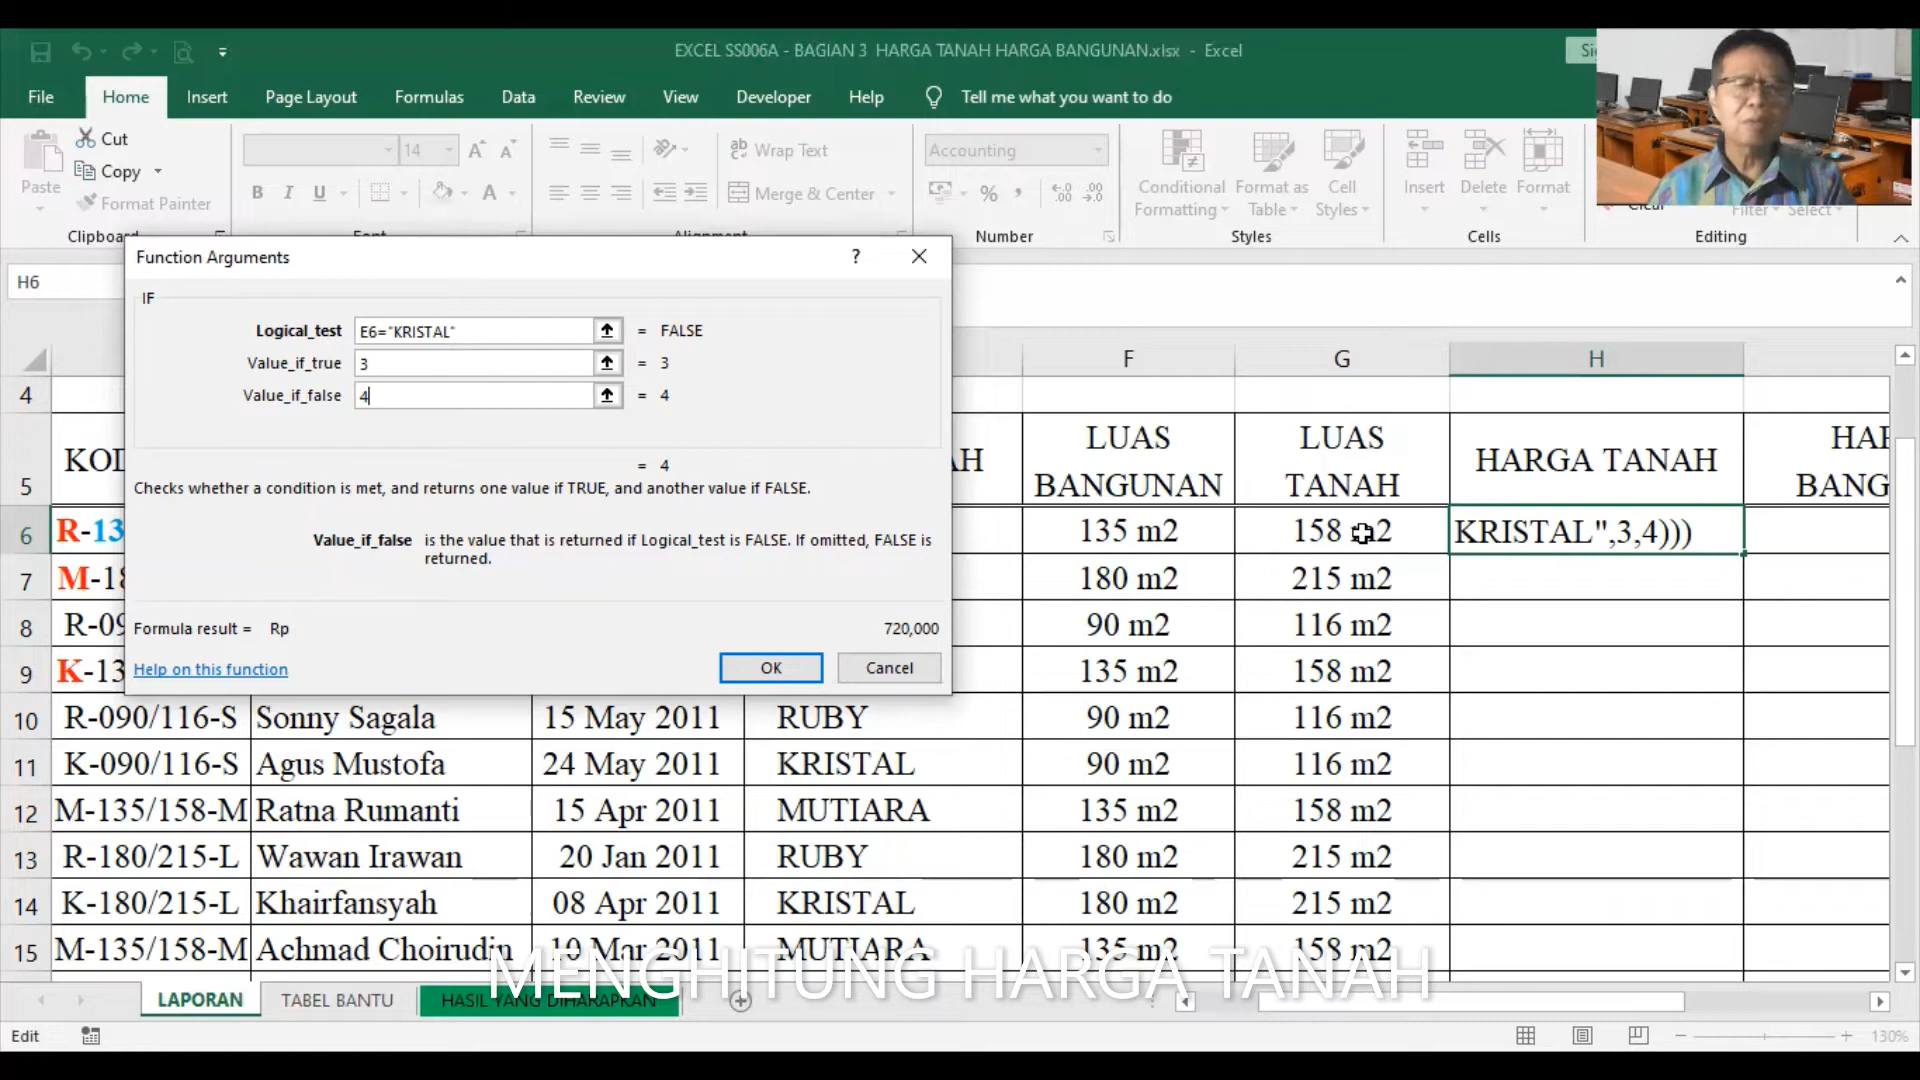 EXCEL SS006A - BAGIAN 3 HARGA TANAH HARGA BANGUNAN.xlsx - Excel
File Home Insert Page Layout Formulas Data Review View Developer Help Tell me what you want to do
Cut
Copy
Format Painter
Paste
Clipboard
14
B I U
Wrap Text
Merge & Center
Accounting
%
Number
Conditional Formatting
Format as Table
Cell Styles
Styles
Insert
Delete
Format
Cells
Clear
Filter
Select
Editing
H6
Function Arguments
?
IF
Logical_test E6="KRISTAL" = FALSE
Value_if_true 3 = 3
Value_if_false 4 = 4
= 4
Checks whether a condition is met, and returns one value if TRUE, and another value if FALSE.
Value_if_false is the value that is returned if Logical_test is FALSE. If omitted, FALSE is
returned.
Formula result = Rp 720,000
Help on this function
OK
Cancel
F G H
4
5 LUAS BANGUNAN LUAS TANAH HARGA TANAH
6 135 m2 158 m2 KRISTAL",3,4)))
7 180 m2 215 m2
8 90 m2 116 m2
9 135 m2 158 m2
10 R-090/116-S Sonny Sagala 15 May 2011 RUBY 90 m2 116 m2
11 K-090/116-S Agus Mustofa 24 May 2011 KRISTAL 90 m2 116 m2
12 M-135/158-M Ratna Rumanti 15 Apr 2011 MUTIARA 135 m2 158 m2
13 R-180/215-L Wawan Irawan 20 Jan 2011 RUBY 180 m2 215 m2
14 K-180/215-L Khairfansyah 08 Apr 2011 KRISTAL 180 m2 215 m2
15 M-135/158-M Achmad Choirudin 10 Mar 2011 MUTIARA 135 m2 158 m2
MENGHITUNG HARGA TANAH
LAPORAN TABEL BANTU HASIL YANG DIHARAPKAN
Edit
130%